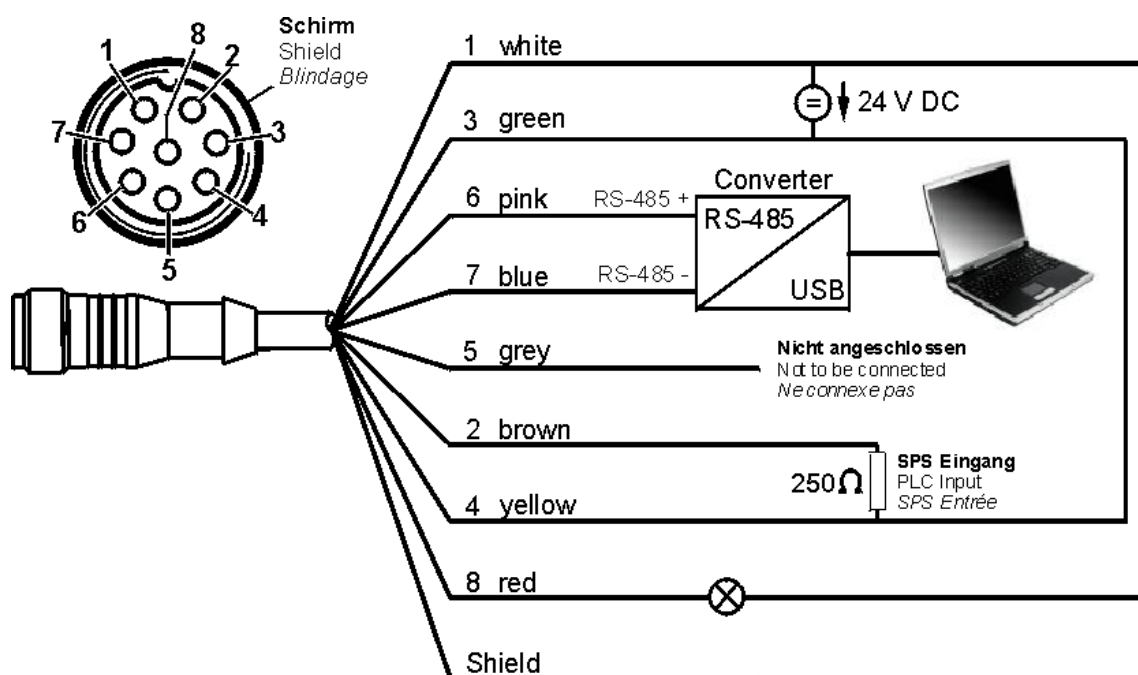 Schirm
Shield
Blindage
1
8
2
7
3
6
4
5
1 white
24 V DC
3 green
Converter
6 pink
RS-485 +
RS-485
7 blue
RS-485 -
USB
5 grey
Nicht angeschlossen
Not to be connected
Ne connexe pas
2 brown
250Ω
SPS Eingang
PLC Input
SPS Entrée
4 yellow
8 red
Shield